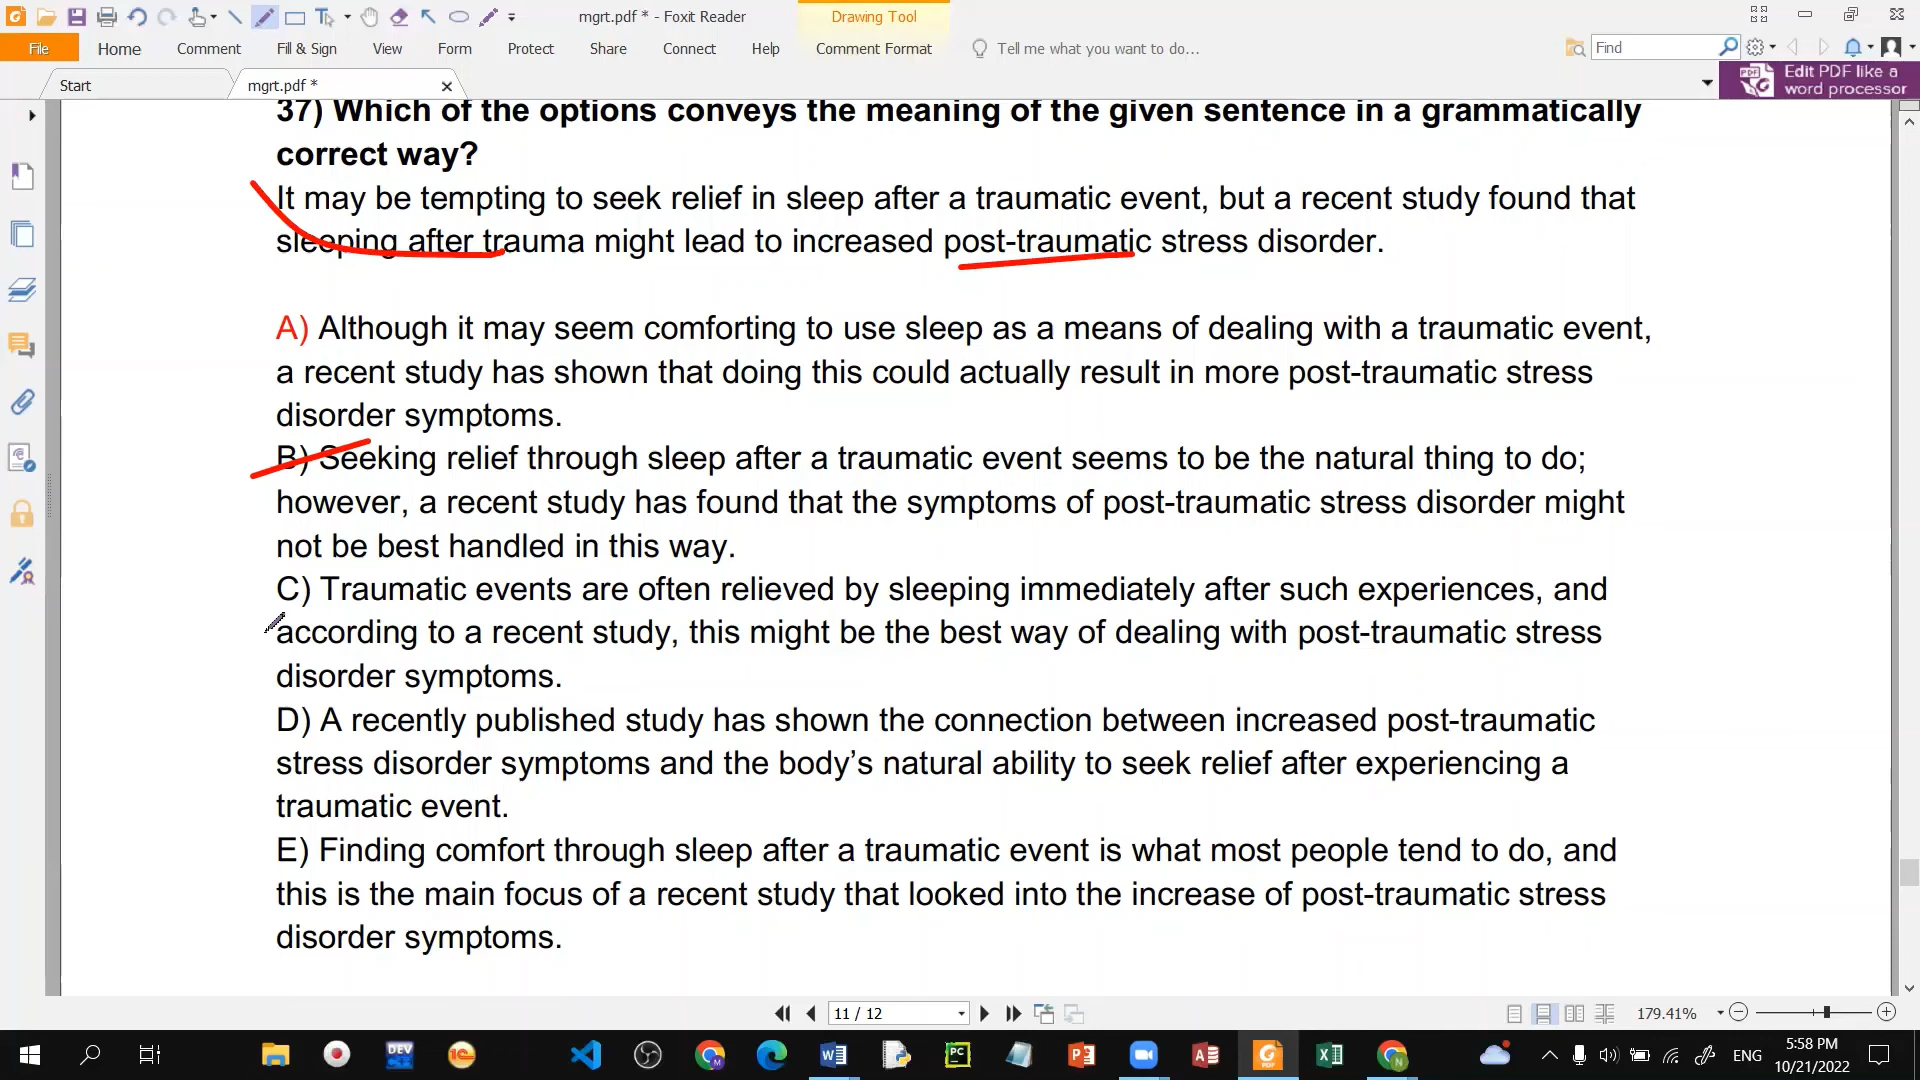 mgrt.pdf * - Foxit Reader
Drawing Tool
File Home Comment Fill & Sign View Form Protect Share Connect Help Comment Format Tell me what you want to do... Find
Start
mgrt.pdf *
Edit PDF like a
word processor
37) Which of the options conveys the meaning of the given sentence in a grammatically
correct way?
It may be tempting to seek relief in sleep after a traumatic event, but a recent study found that
sleeping after trauma might lead to increased post-traumatic stress disorder.
A) Although it may seem comforting to use sleep as a means of dealing with a traumatic event,
a recent study has shown that doing this could actually result in more post-traumatic stress
disorder symptoms.
B) Seeking relief through sleep after a traumatic event seems to be the natural thing to do;
however, a recent study has found that the symptoms of post-traumatic stress disorder might
not be best handled in this way.
C) Traumatic events are often relieved by sleeping immediately after such experiences, and
according to a recent study, this might be the best way of dealing with post-traumatic stress
disorder symptoms.
D) A recently published study has shown the connection between increased post-traumatic
stress disorder symptoms and the body’s natural ability to seek relief after experiencing a
traumatic event.
E) Finding comfort through sleep after a traumatic event is what most people tend to do, and
this is the main focus of a recent study that looked into the increase of post-traumatic stress
disorder symptoms.
11 / 12
179.41%
ENG
5:58 PM
10/21/2022